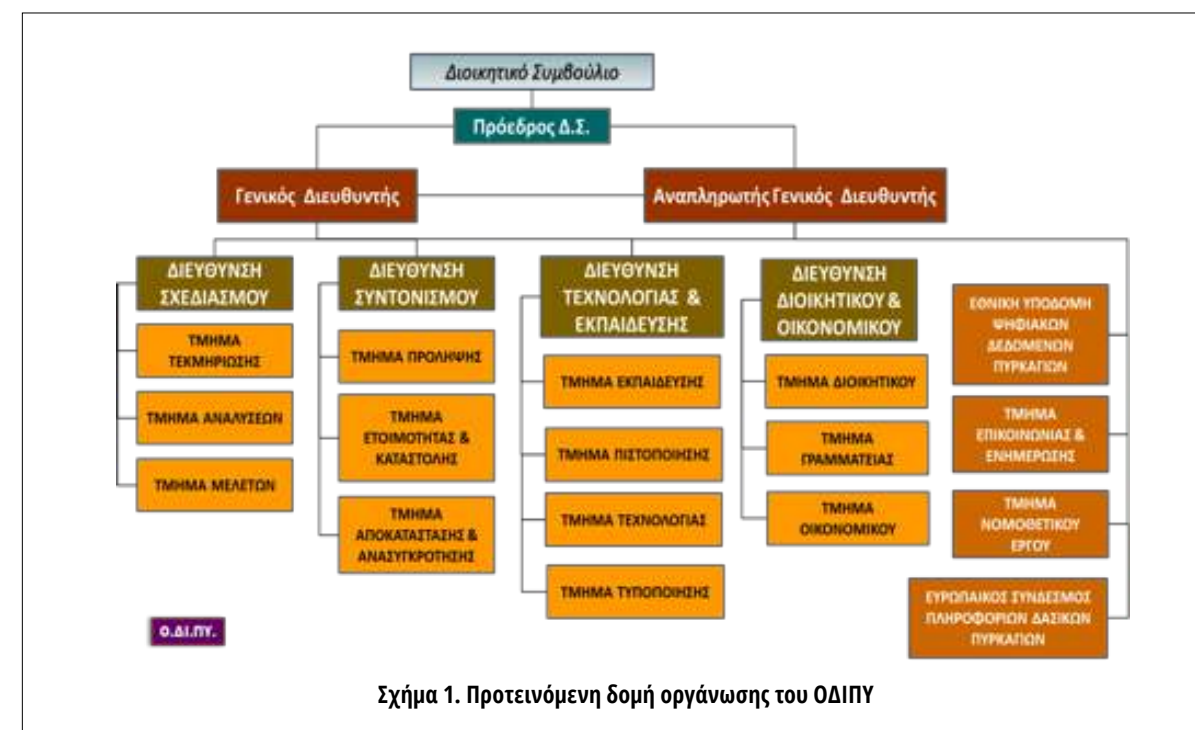 Διοικητικό Συμβούλιο
Πρόεδρος Δ.Σ.
Γενικός Διευθυντής
Αναπληρωτής Γενικός Διευθυντής
ΔΙΕΥΘΥΝΣΗ
ΣΧΕΔΙΑΣΜΟΥ
ΤΜΗΜΑ
ΤΕΚΜΗΡΙΩΣΗΣ
ΤΜΗΜΑ ΑΝΑΛΥΣΕΩΝ
ΤΜΗΜΑ ΜΕΛΕΤΩΝ
ΔΙΕΥΘΥΝΣΗ
ΣΥΝΤΟΝΙΣΜΟΥ
ΤΜΗΜΑ ΠΡΟΛΗΨΗΣ
ΤΜΗΜΑ
ΕΤΟΙΜΟΤΗΤΑΣ &
ΚΑΤΑΣΤΟΛΗΣ
ΤΜΗΜΑ
ΑΠΟΚΑΤΑΣΤΑΣΗΣ &
ΑΝΑΣΥΓΚΡΟΤΗΣΗΣ
ΔΙΕΥΘΥΝΣΗ
ΤΕΧΝΟΛΟΓΙΑΣ &
ΕΚΠΑΙΔΕΥΣΗΣ
ΤΜΗΜΑ ΕΚΠΑΙΔΕΥΣΗΣ
ΤΜΗΜΑ ΠΙΣΤΟΠΟΙΗΣΗΣ
ΤΜΗΜΑ ΤΕΧΝΟΛΟΓΙΑΣ
ΤΜΗΜΑ ΤΥΠΟΠΟΙΗΣΗΣ
ΔΙΕΥΘΥΝΣΗ
ΔΙΟΙΚΗΤΙΚΟΥ &
ΟΙΚΟΝΟΜΙΚΟΥ
ΤΜΗΜΑ ΔΙΟΙΚΗΤΙΚΟΥ
ΤΜΗΜΑ
ΓΡΑΜΜΑΤΕΙΑΣ
ΤΜΗΜΑ
ΟΙΚΟΝΟΜΙΚΟΥ
ΕΘΝΙΚΗ ΥΠΟΔΟΜΗ
ΨΗΦΙΑΚΩΝ
ΔΕΔΟΜΕΝΩΝ
ΠΥΡΚΑΓΙΩΝ
ΤΜΗΜΑ
ΕΠΙΚΟΙΝΩΝΙΑΣ &
ΕΝΗΜΕΡΩΣΗΣ
ΤΜΗΜΑ
ΝΟΜΟΘΕΤΙΚΟΥ
ΕΡΓΟΥ
ΕΥΡΩΠΑΙΚΟΣ ΣΥΝΔΕΣΜΟΣ
ΠΛΗΡΟΦΟΡΙΩΝ ΔΑΣΙΚΩΝ
ΠΥΡΚΑΓΙΩΝ
Ο.ΔΙ.ΠΥ.
Σχήμα 1. Προτεινόμενη δομή οργάνωσης του ΟΔΙΠΥ